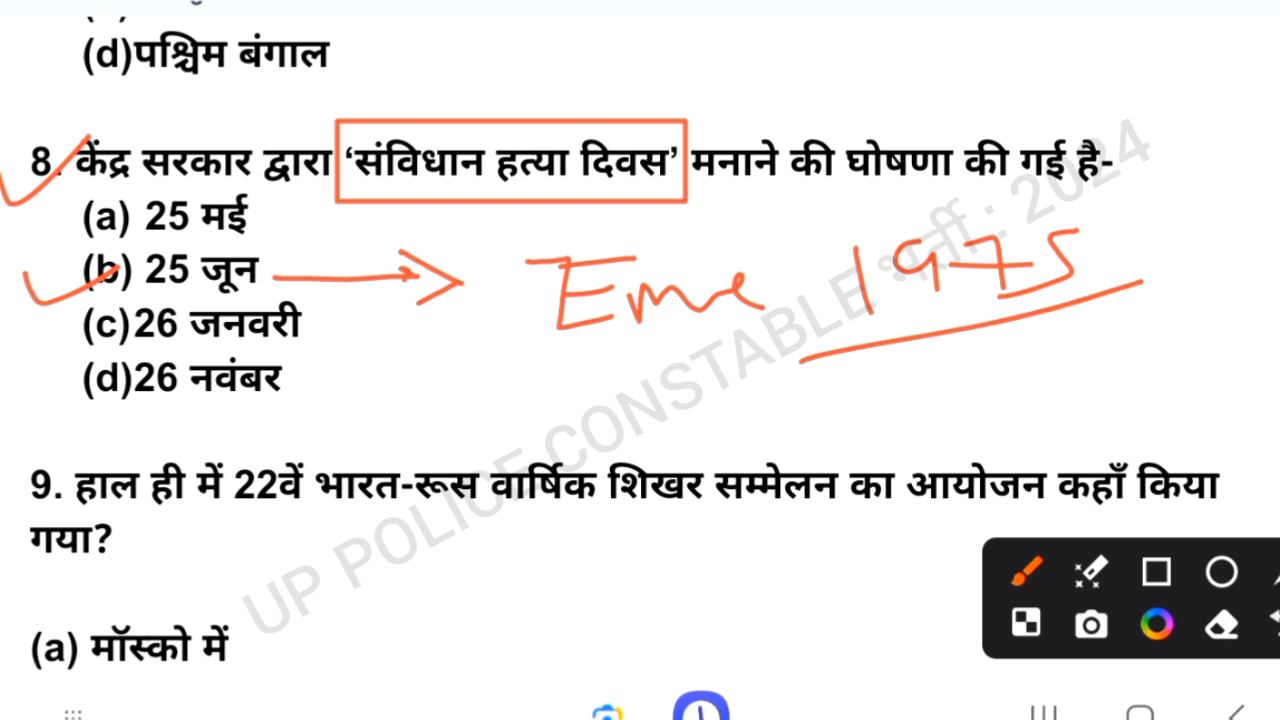 (d)पश्चिम बंगाल
8. केंद्र सरकार द्वारा ‘संविधान हत्या दिवस’ मनाने की घोषणा की गई है-
(a) 25 मई
(b) 25 जून
Eme 1975
(c)26 जनवरी
(d)26 नवंबर
9. हाल ही में 22वें भारत-रूस वार्षिक शिखर सम्मेलन का आयोजन कहाँ किया
गया?
(a) मॉस्को में
UP POLICE CONSTABLE भर्ती : 2024